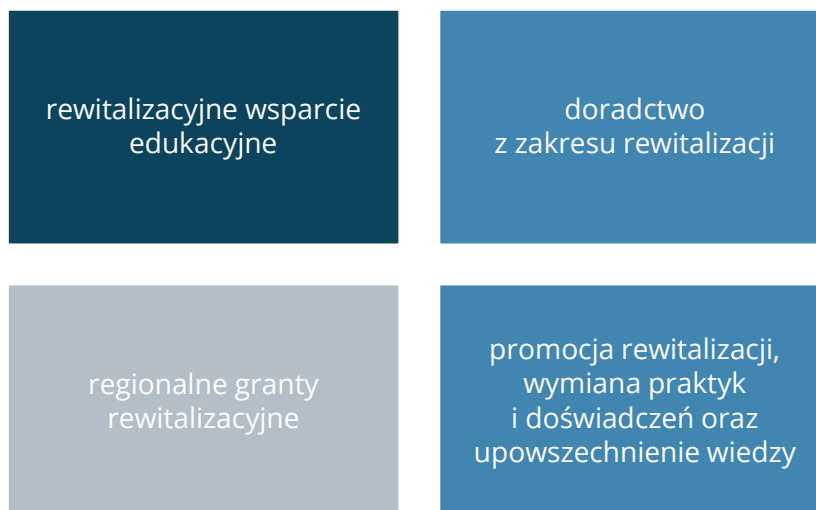 rewitalizacyjne wsparcie
edukacyjne
doradctwo
z zakresu rewitalizacji
regionalne granty
rewitalizacyjne
promocja rewitalizacji,
wymiana praktyk
i doświadczeń oraz
upowszechnienie wiedzy